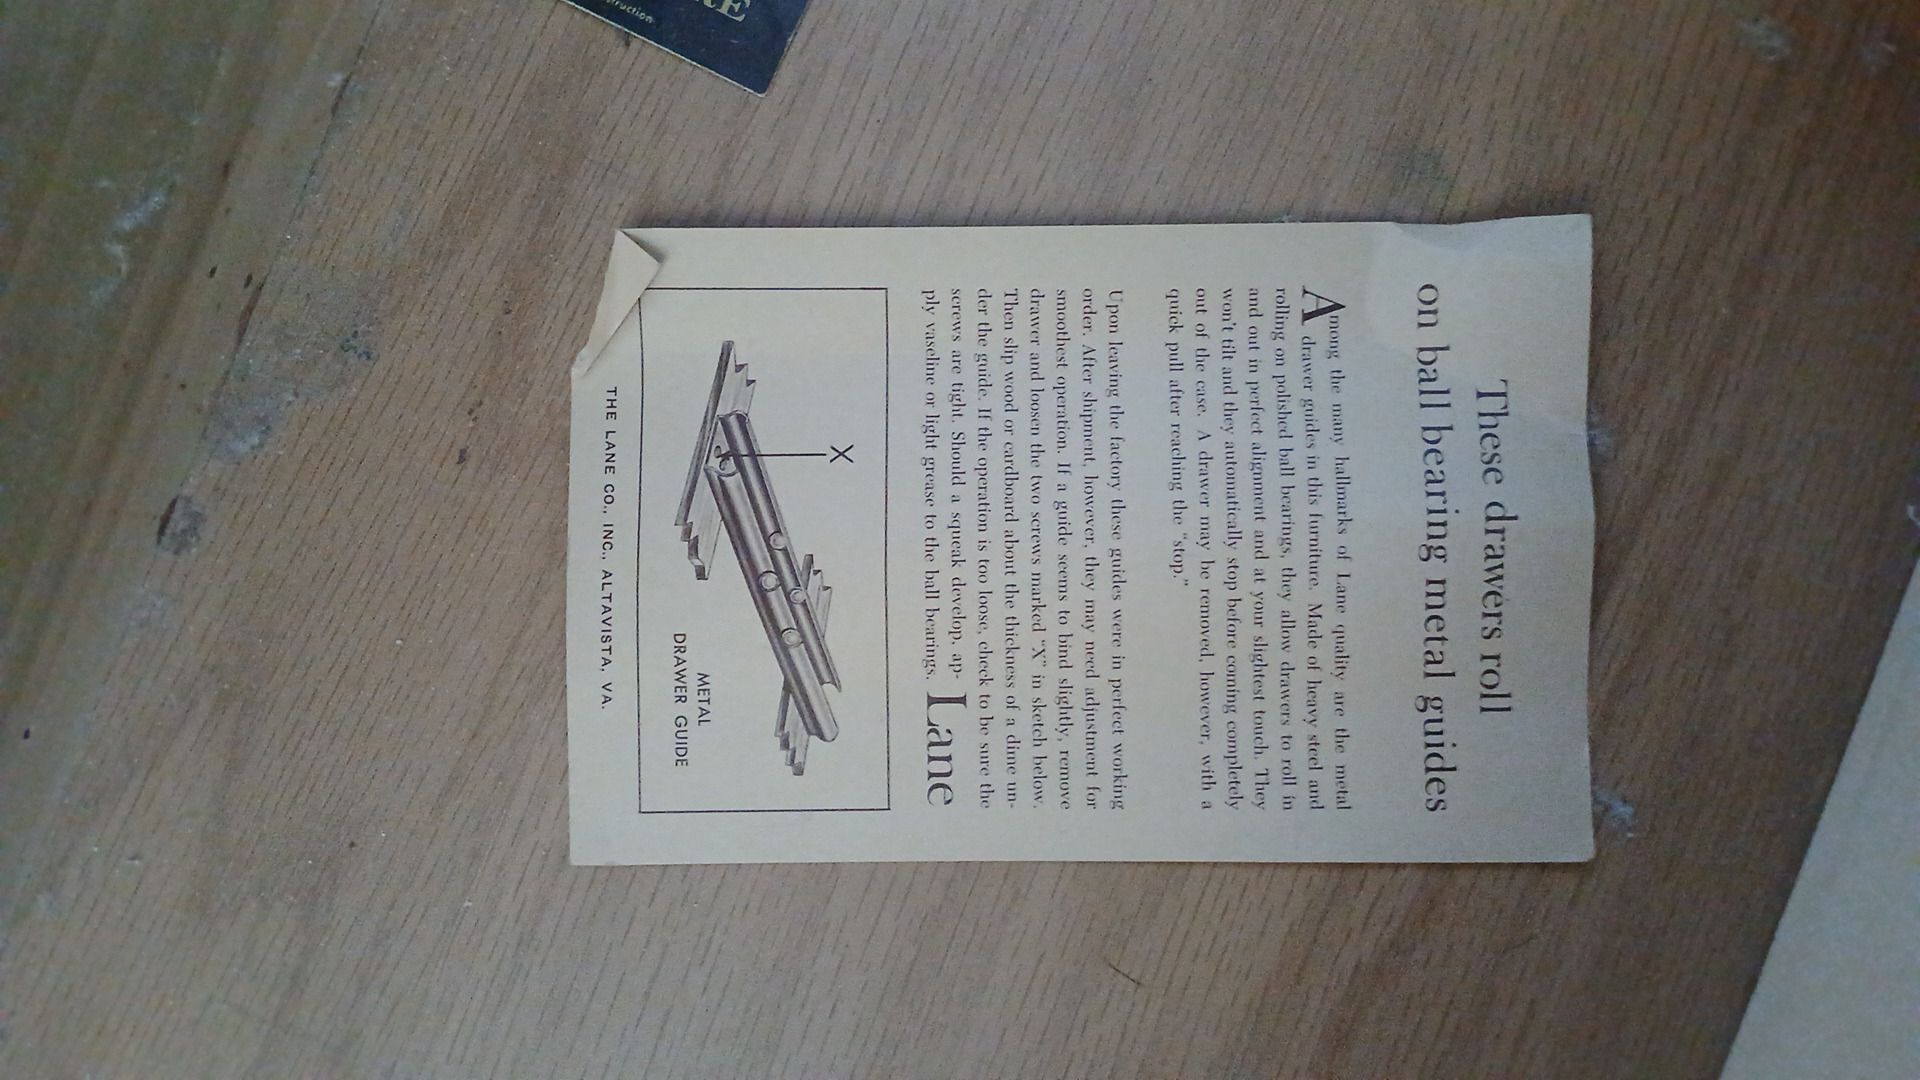 These drawers roll
on ball bearing metal guides
Among the many hallmarks of Lane quality are the metal
drawer guides in this furniture. Made of heavy steel and
rolling on polished ball bearings, they allow drawers to roll in
and out in perfect alignment and at your slightest touch. They
won't tilt and they automatically stop before coming completely
out of the case. A drawer may be removed, however, with a
quick pull after reaching the "stop."
Upon leaving the factory these guides were in perfect working
order. After shipment, however, they may need adjustment for
smoothest operation. If a guide seems to bind slightly, remove
drawer and loosen the two screws marked "X" in sketch below.
Then slip wood or cardboard about the thickness of a dime un-
der the guide. If the operation is too loose, check to be sure the
screws are tight. Should a squeak develop, ap-
ply vaseline or light grease to the ball bearings.
Lane
X
METAL
DRAWER GUIDE
THE LANE CO., INC., ALTAVISTA, VA.